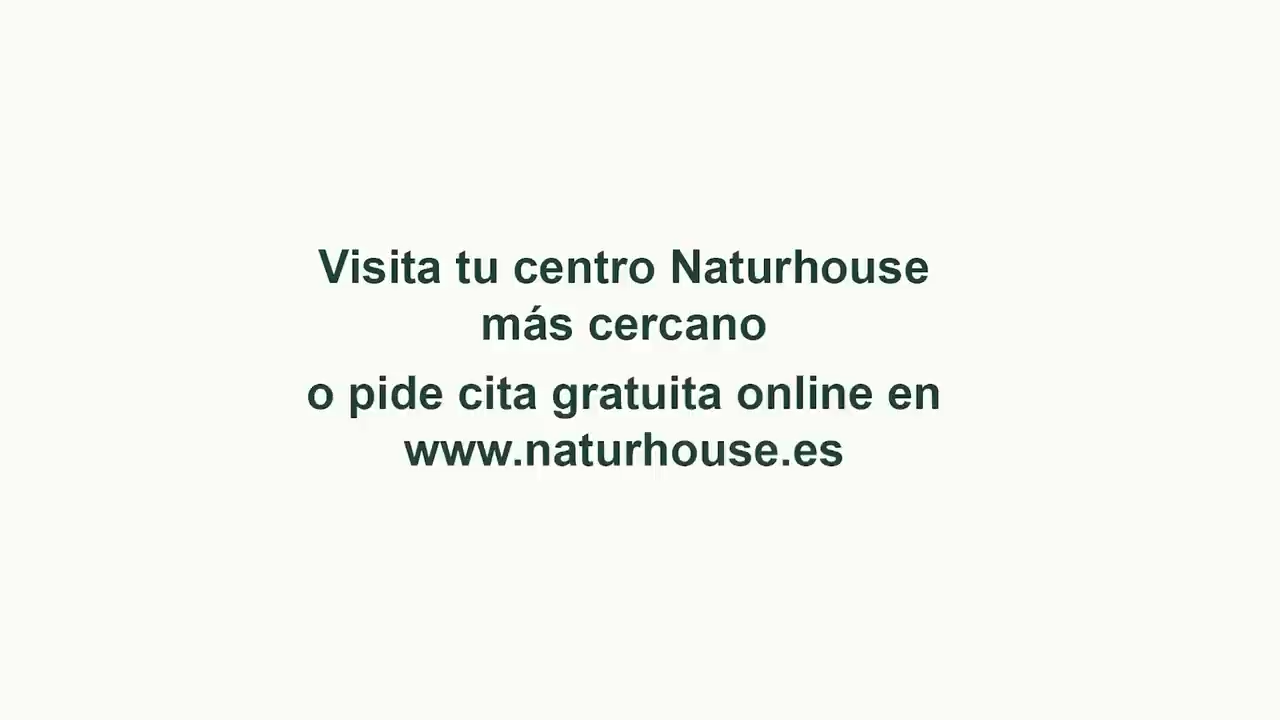 Visita tu centro Naturhouse
más cercano
o pide cita gratuita online en
www.naturhouse.es